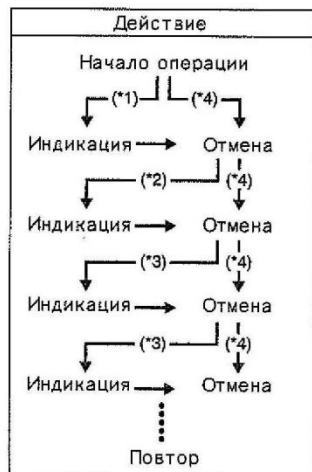 Действие
Начало операции
(*1) (*4)
Индикация Отмена
(*2) (*4)
Индикация Отмена
(*3) (*4)
Индикация Отмена
(*3) (*4)
Индикация Отмена
Повтор